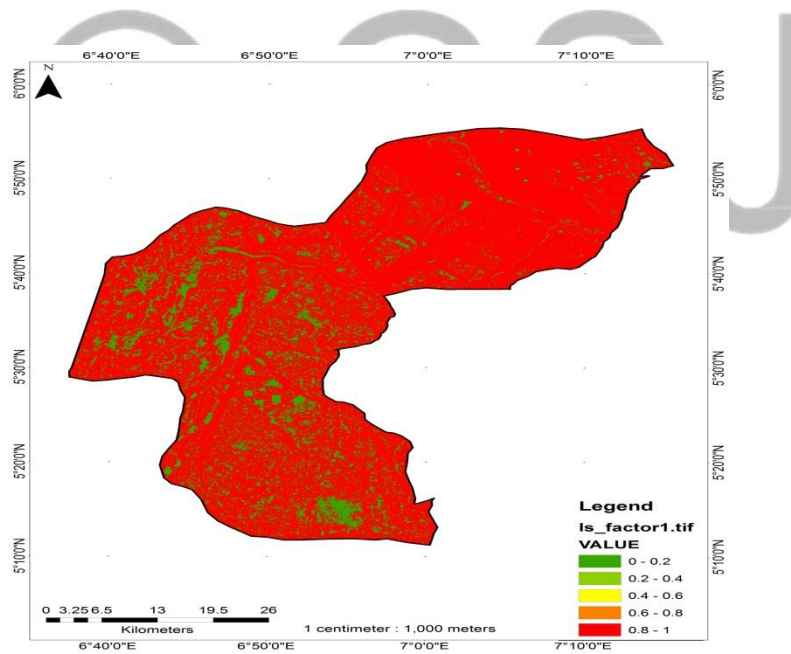 6°40'0"E 6°50'0"E 7°0'0"E 7°10'0"E
N
6°0'0"N 6°0'0"N
5°50'0"N 5°50'0"N
5°40'0"N 5°40'0"N
5°30'0"N 5°30'0"N
5°20'0"N 5°20'0"N
5°10'0"N 5°10'0"N
Legend
ls_factor1.tif
VALUE
0 - 0.2
0.2 - 0.4
0.4 - 0.6
0.6 - 0.8
0.8 - 1
0 3.25 6.5 13 19.5 26
Kilometers
1 centimeter : 1,000 meters
6°40'0"E 6°50'0"E 7°0'0"E 7°10'0"E